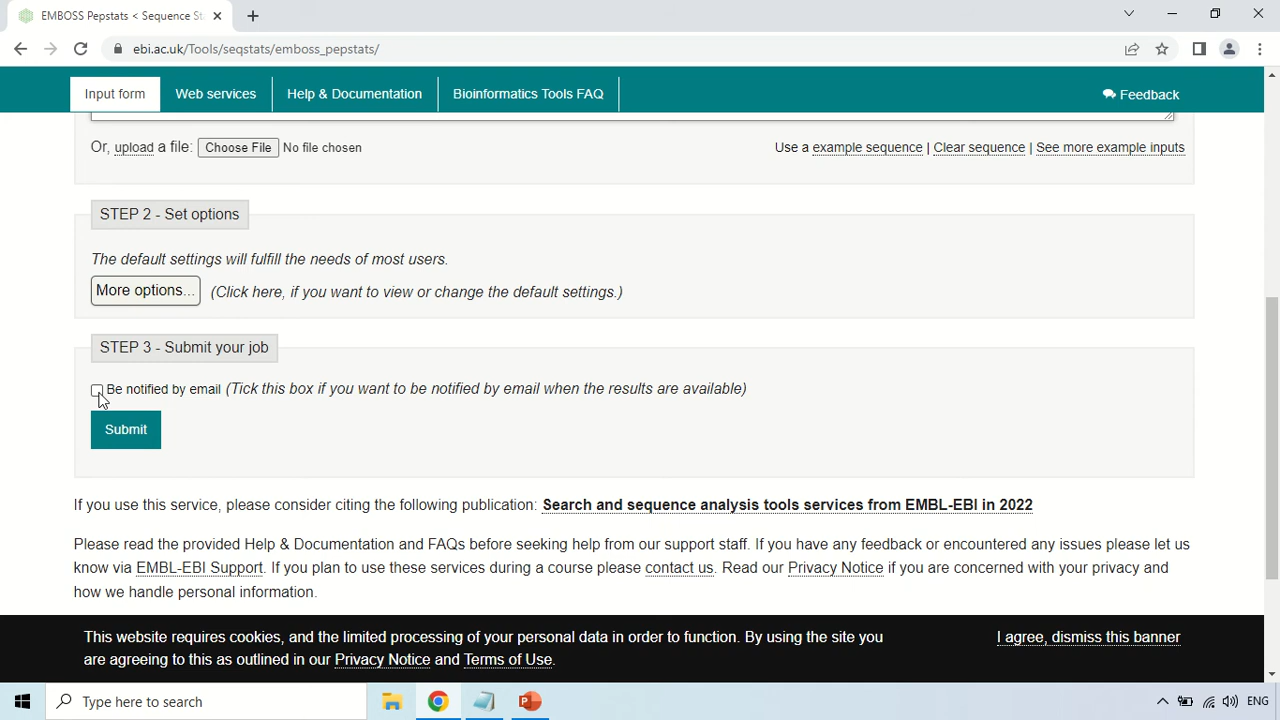 EMBOSS Pepstats < Sequence St
ebi.ac.uk/Tools/seqstats/emboss_pepstats/
Input form
Web services
Help & Documentation
Bioinformatics Tools FAQ
Feedback
Or, upload a file: Choose File No file chosen
Use a example sequence | Clear sequence | See more example inputs
STEP 2 - Set options
The default settings will fulfill the needs of most users.
More options... (Click here, if you want to view or change the default settings.)
STEP 3 - Submit your job
Be notified by email (Tick this box if you want to be notified by email when the results are available)
Submit
If you use this service, please consider citing the following publication: Search and sequence analysis tools services from EMBL-EBI in 2022
Please read the provided Help & Documentation and FAQs before seeking help from our support staff. If you have any feedback or encountered any issues please let us
know via EMBL-EBI Support. If you plan to use these services during a course please contact us. Read our Privacy Notice if you are concerned with your privacy and
how we handle personal information.
This website requires cookies, and the limited processing of your personal data in order to function. By using the site you
are agreeing to this as outlined in our Privacy Notice and Terms of Use.
I agree, dismiss this banner
Type here to search
ENG